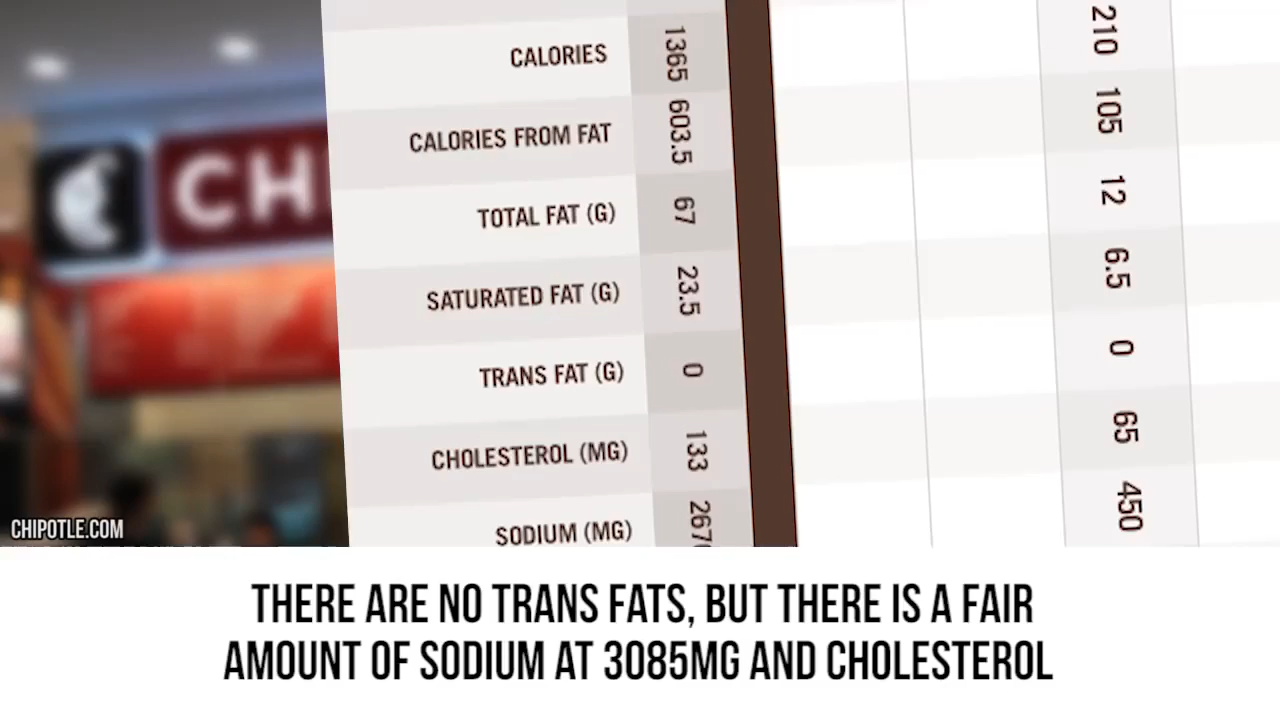 CH
CALORIES 1365 210
CALORIES FROM FAT 603.5 105
TOTAL FAT (G) 67 12
SATURATED FAT (G) 23.5 6.5
TRANS FAT (G) 0 0
CHOLESTEROL (MG) 133 65
SODIUM (MG) 267 450
CHIPOTLE.COM
THERE ARE NO TRANS FATS, BUT THERE IS A FAIR
AMOUNT OF SODIUM AT 3085MG AND CHOLESTEROL